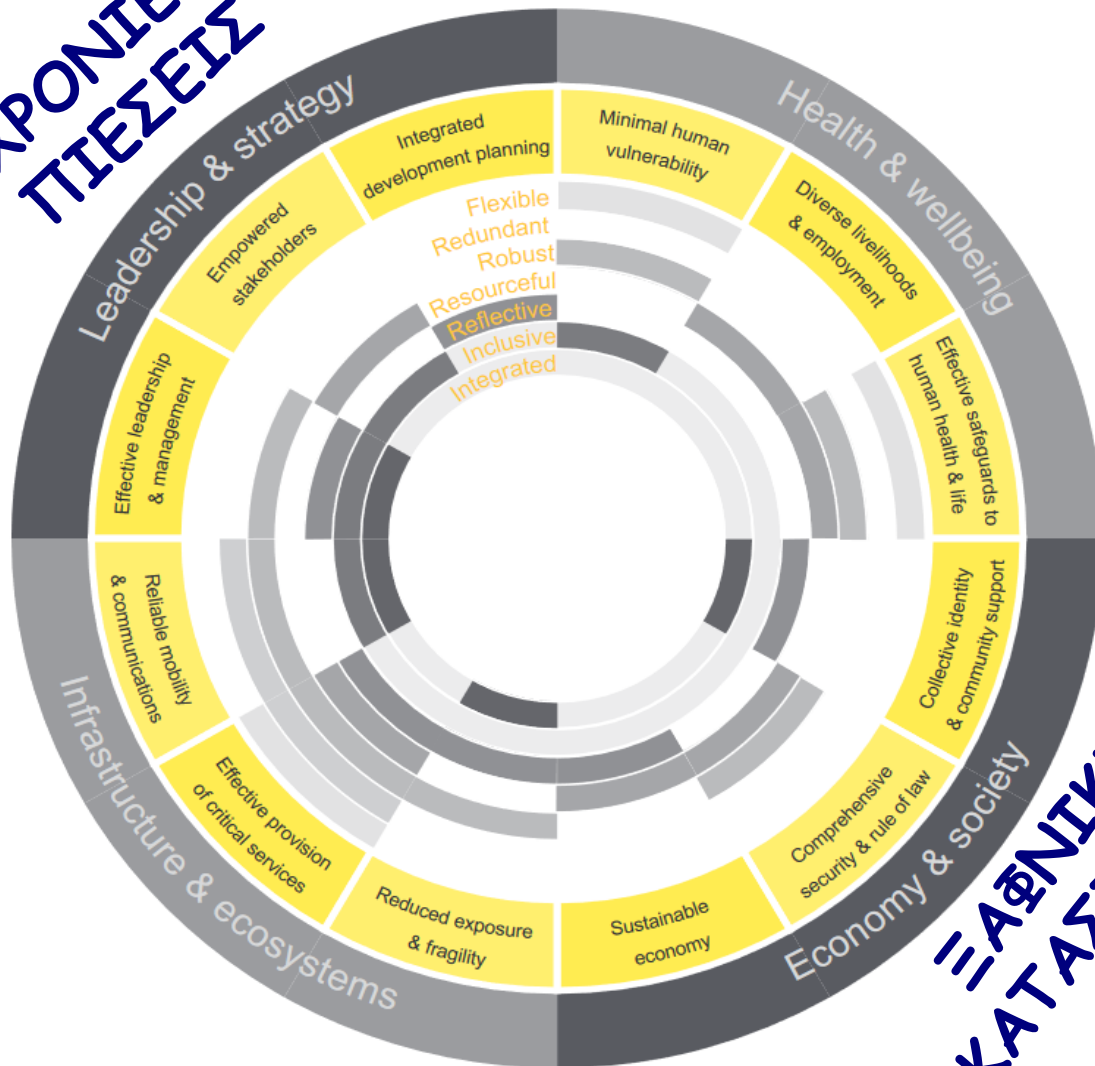 ΠΙΕΣΕΙΣ
Leadership & strategy
Health & wellbeing
Integrated
development planning
Minimal human
vulnerability
Empowered
stakeholders
Diverse livelihoods
& employment
Flexible
Redundant
Robust
Resourceful
Reflective
Inclusive
Integrated
Effective leadership
& management
Effective safeguards to
human health & life
Reliable mobility
& communications
Collective identity
& community support
Effective provision
of critical services
Comprehensive
security & rule of law
Reduced exposure
& fragility
Sustainable
economy
Infrastructure & ecosystems
Economy & society